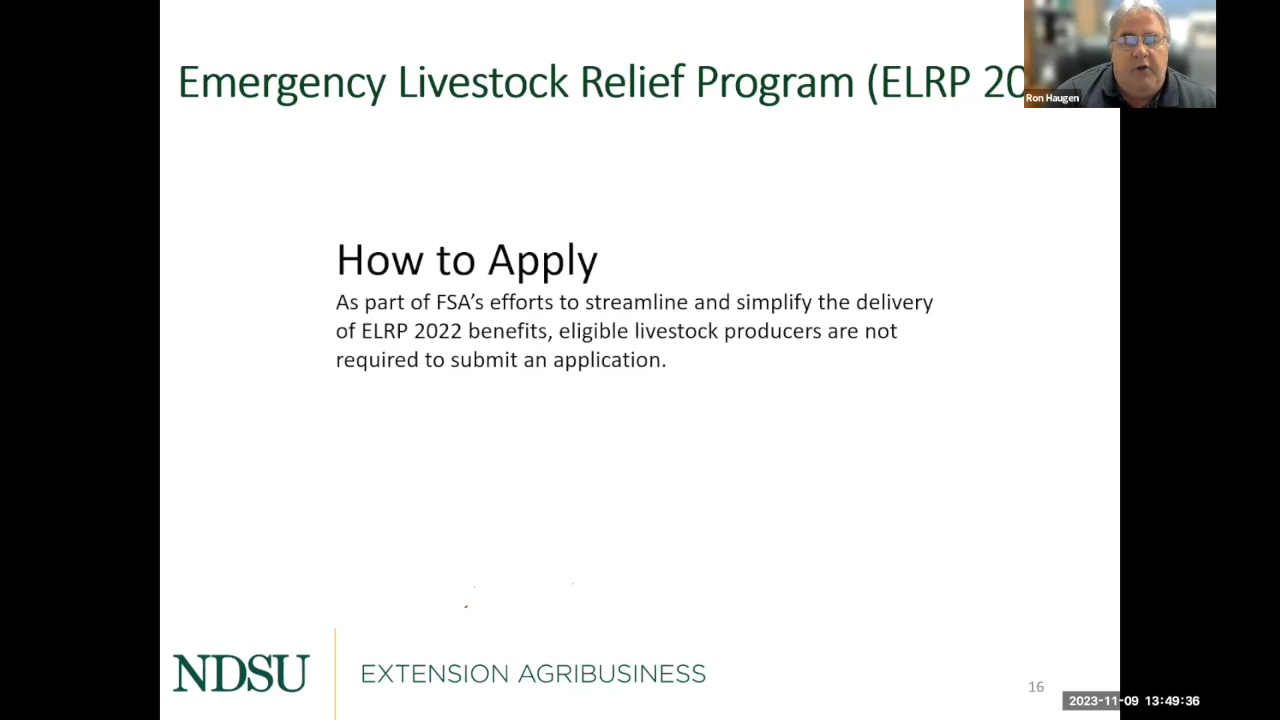 Emergency Livestock Relief Program (ELRP 20
Ron Haugen
How to Apply
As part of FSA's efforts to streamline and simplify the delivery
of ELRP 2022 benefits, eligible livestock producers are not
required to submit an application.
NDSU
EXTENSION AGRIBUSINESS
16
2023-11-09 13:49:36